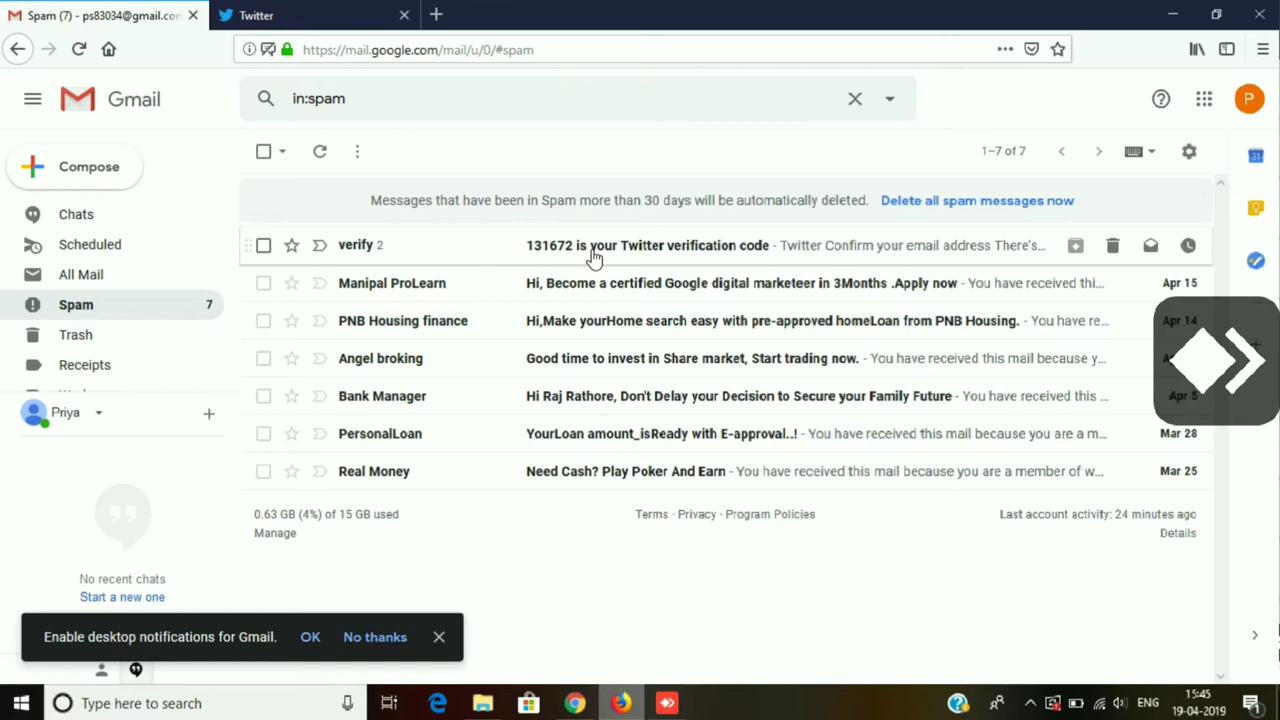 Spam (7) - ps83034@gmail.com
Twitter
https://mail.google.com/mail/u/0/#spam
Gmail
in:spam
P
Compose
1–7 of 7
Messages that have been in Spam more than 30 days will be automatically deleted. Delete all spam messages now
Chats
Scheduled
All Mail
Spam 7
Trash
Receipts
Priya
verify 2 131672 is your Twitter verification code - Twitter Confirm your email address There's...
Manipal ProLearn Hi, Become a certified Google digital marketeer in 3Months .Apply now - You have received thi... Apr 15
PNB Housing finance Hi,Make yourHome search easy with pre-approved homeLoan from PNB Housing. - You have re... Apr 14
Angel broking Good time to invest in Share market, Start trading now. - You have received this mail because y...
Bank Manager Hi Raj Rathore, Don't Delay your Decision to Secure your Family Future - You have received this ... Apr 5
PersonalLoan YourLoan amount_isReady with E-approval..! - You have received this mail because you are a m... Mar 28
Real Money Need Cash? Play Poker And Earn - You have received this mail because you are a member of w... Mar 25
0.63 GB (4%) of 15 GB used
Manage
Terms · Privacy · Program Policies
Last account activity: 24 minutes ago
Details
No recent chats
Start a new one
Enable desktop notifications for Gmail. OK No thanks
Type here to search
ENG
15:45
19-04-2019
1